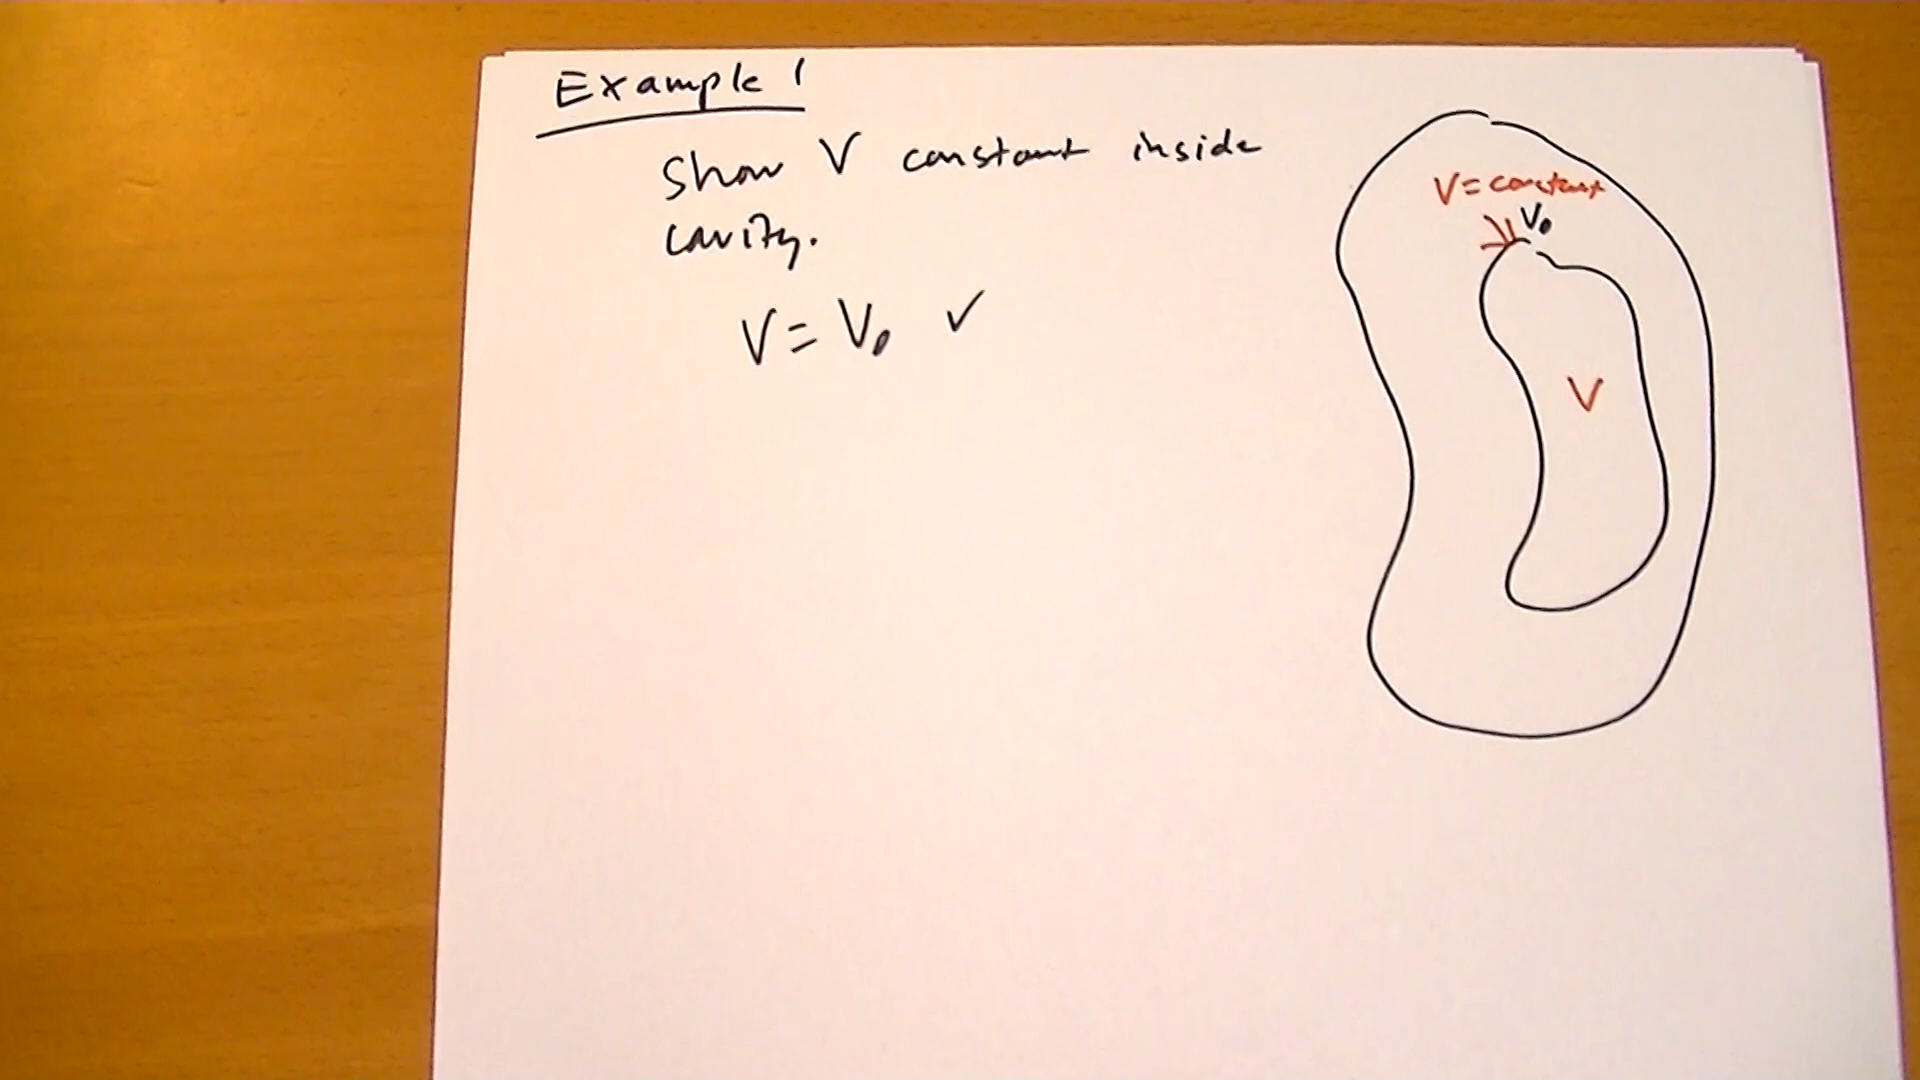 Example 1
Show V constant inside
cavity.
V = V₀ ✓
V = constant
V₀
V